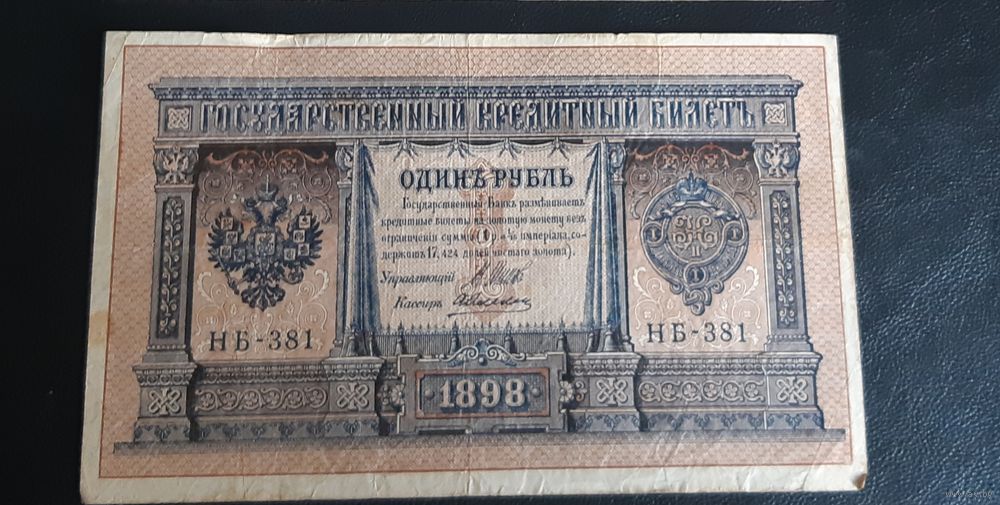 ГОСУДАРСТВЕННЫЙ КРЕДИТНЫЙ БИЛЕТЪ
ОДИНЪ РУБЛЬ
Государственный Банкъ размѣниваетъ
кредитные билеты на золотую монету безъ
ограниченія суммы (1 р. = 1/15 имперіала, со-
держитъ 17,424 долей чистаго золота).
Управляющій
Кассиръ
НБ-381
НБ-381
1898